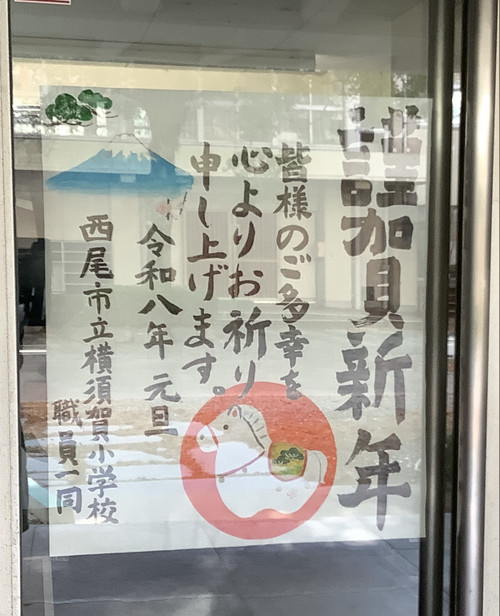 謹賀新年
皆様のご多幸を
心よりお祈り
申し上げます。
令和八年 元旦
西尾市立横須賀小学校
職員一同